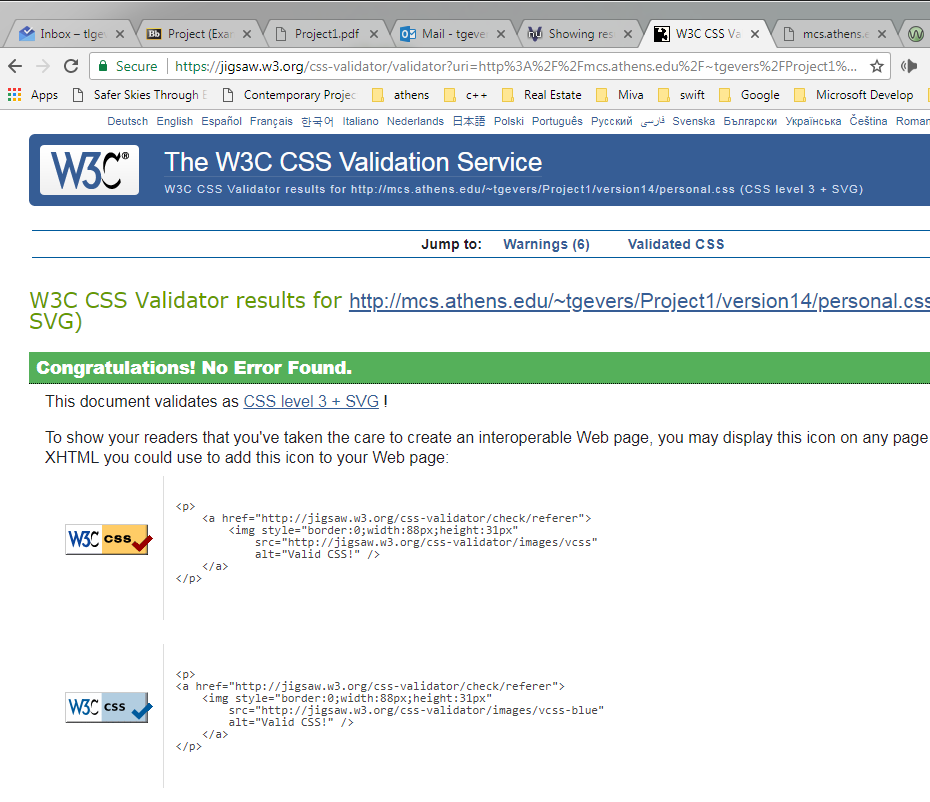 Inbox – tlge
Project (Exa
Project1.pdf
Mail - tgeve
Showing res
W3C CSS Va
mcs.athens.e
Secure
https://jigsaw.w3.org/css-validator/validator?uri=http%3A%2F%2Fmcs.athens.edu%2F~tgevers%2FProject1%...
Apps Safer Skies Through Contemporary Projec athens c++ Real Estate Miva swift Google Microsoft Develop
Deutsch English Español Français 한국어 Italiano Nederlands 日本語 Polski Português Русский فارسی Svenska Български Українська Čeština Roman
W3C®
The W3C CSS Validation Service
W3C CSS Validator results for http://mcs.athens.edu/~tgevers/Project1/version14/personal.css (CSS level 3 + SVG)
Jump to: Warnings (6) Validated CSS
W3C CSS Validator results for http://mcs.athens.edu/~tgevers/Project1/version14/personal.css
SVG)
Congratulations! No Error Found.
This document validates as CSS level 3 + SVG !
To show your readers that you've taken the care to create an interoperable Web page, you may display this icon on any page
XHTML you could use to add this icon to your Web page:
W3C css
<p>
<a href="http://jigsaw.w3.org/css-validator/check/referer">
<img style="border:0;width:88px;height:31px"
src="http://jigsaw.w3.org/css-validator/images/vcss"
alt="Valid CSS!" />
</a>
</p>
W3C css
<p>
<a href="http://jigsaw.w3.org/css-validator/check/referer">
<img style="border:0;width:88px;height:31px"
src="http://jigsaw.w3.org/css-validator/images/vcss-blue"
alt="Valid CSS!" />
</a>
</p>